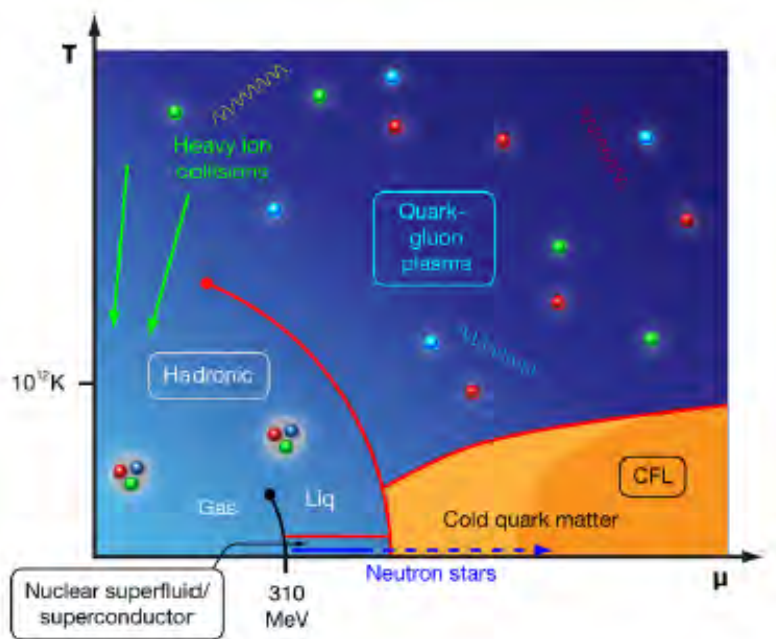 T
Heavy ion
collisions
Quark-
gluon
plasma
10¹²K
Hadronic
Gas
Liq
CFL
Cold quark matter
Neutron stars
μ
Nuclear superfluid/
superconductor
310
MeV